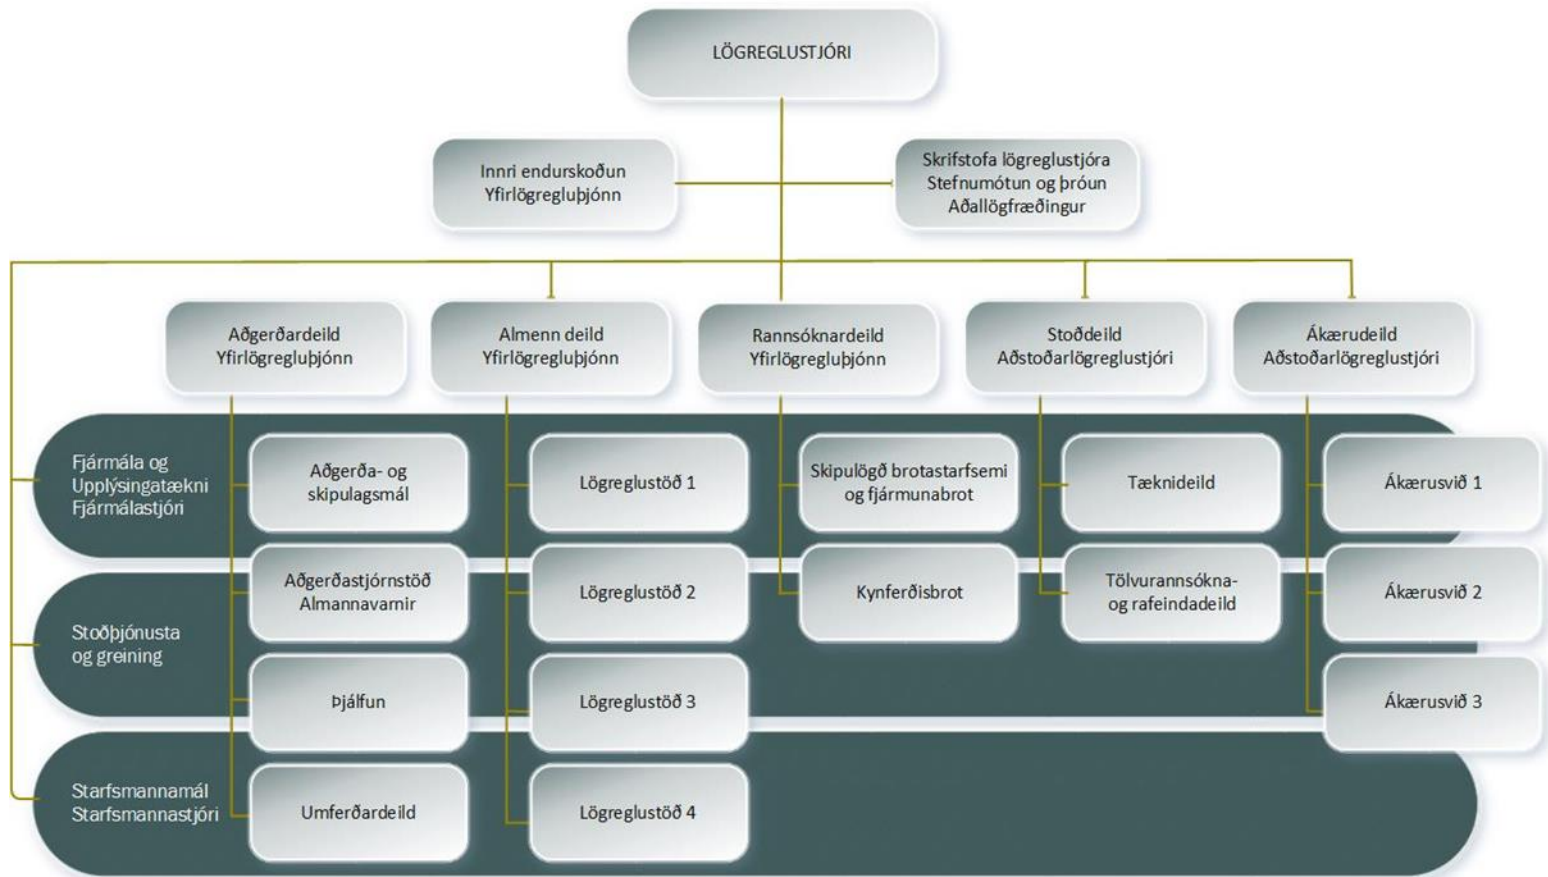 LÖGREGLUSTJÓRI
Innri endurskoðun
Yfirlögregluþjónn
Skrifstofa lögreglustjóra
Stefnumótun og þróun
Aðallögfræðingur
Aðgerðardeild
Yfirlögregluþjónn
Almenn deild
Yfirlögregluþjónn
Rannsóknardeild
Yfirlögregluþjónn
Stoðdeild
Aðstoðarlögreglustjóri
Ákærudeild
Aðstoðarlögreglustjóri
Fjármála og
Upplýsingatækni
Fjármálastjóri
Aðgerða- og
skipulagsmál
Lögreglustöð 1
Skipulögð brotastarfsemi
og fjármunabrot
Tæknideild
Ákærusvið 1
Aðgerðastjórnstöð
Almannavarnir
Lögreglustöð 2
Kynferðisbrot
Tölvurannsókna-
og rafeindadeild
Ákærusvið 2
Stoðþjónusta
og greining
Þjálfun
Lögreglustöð 3
Ákærusvið 3
Starfsmannamál
Starfsmannastjóri
Umferðardeild
Lögreglustöð 4